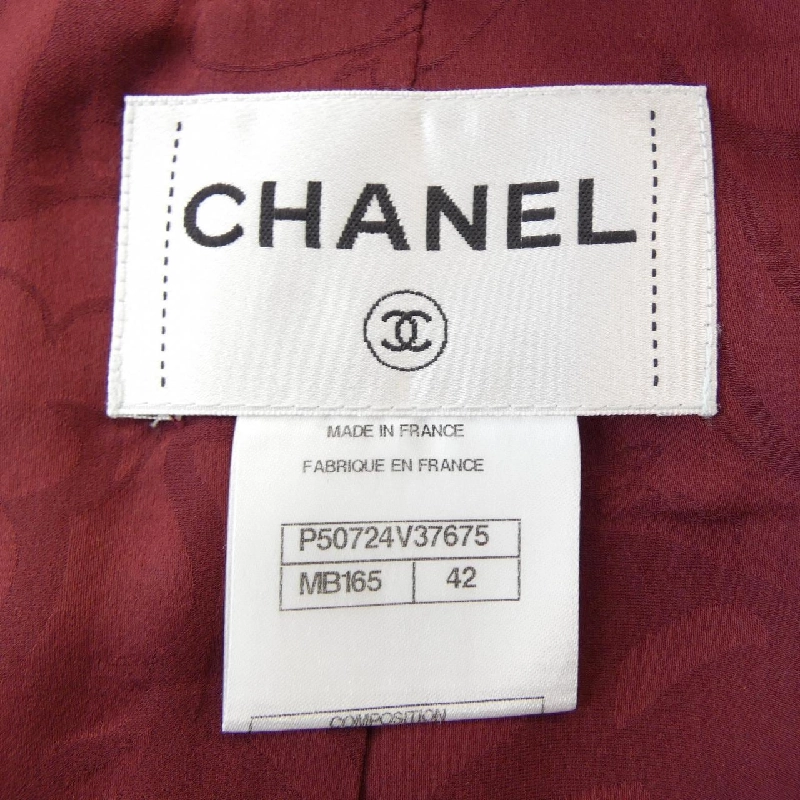 CHANEL
MADE IN FRANCE
FABRIQUE EN FRANCE
P50724V37675
MB165 42
COMPOSITION